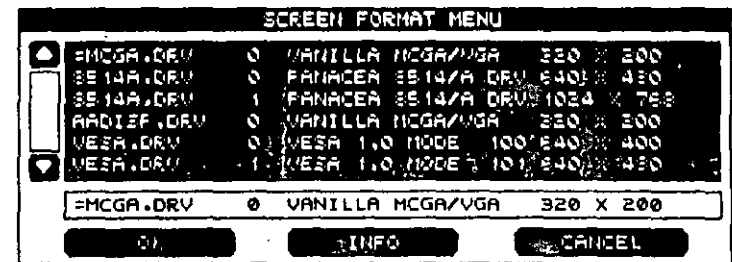 SCREEN FORMAT MENU
=MCGA.DRV 0 VANILLA MCGA/VGA 320 X 200
8514A.DRV 0 PANACEA 8514/A DRV 640 X 480
8514A.DRV 1 PANACEA 8514/A DRV 1024 X 768
AADISP.DRV 0 VANILLA MCGA/VGA 320 X 200
VESA.DRV 0 VESA 1.0 MODE 100 640 X 400
VESA.DRV 1 VESA 1.0 MODE 101 640 X 480
=MCGA.DRV 0 VANILLA MCGA/VGA 320 X 200
OK INFO CANCEL